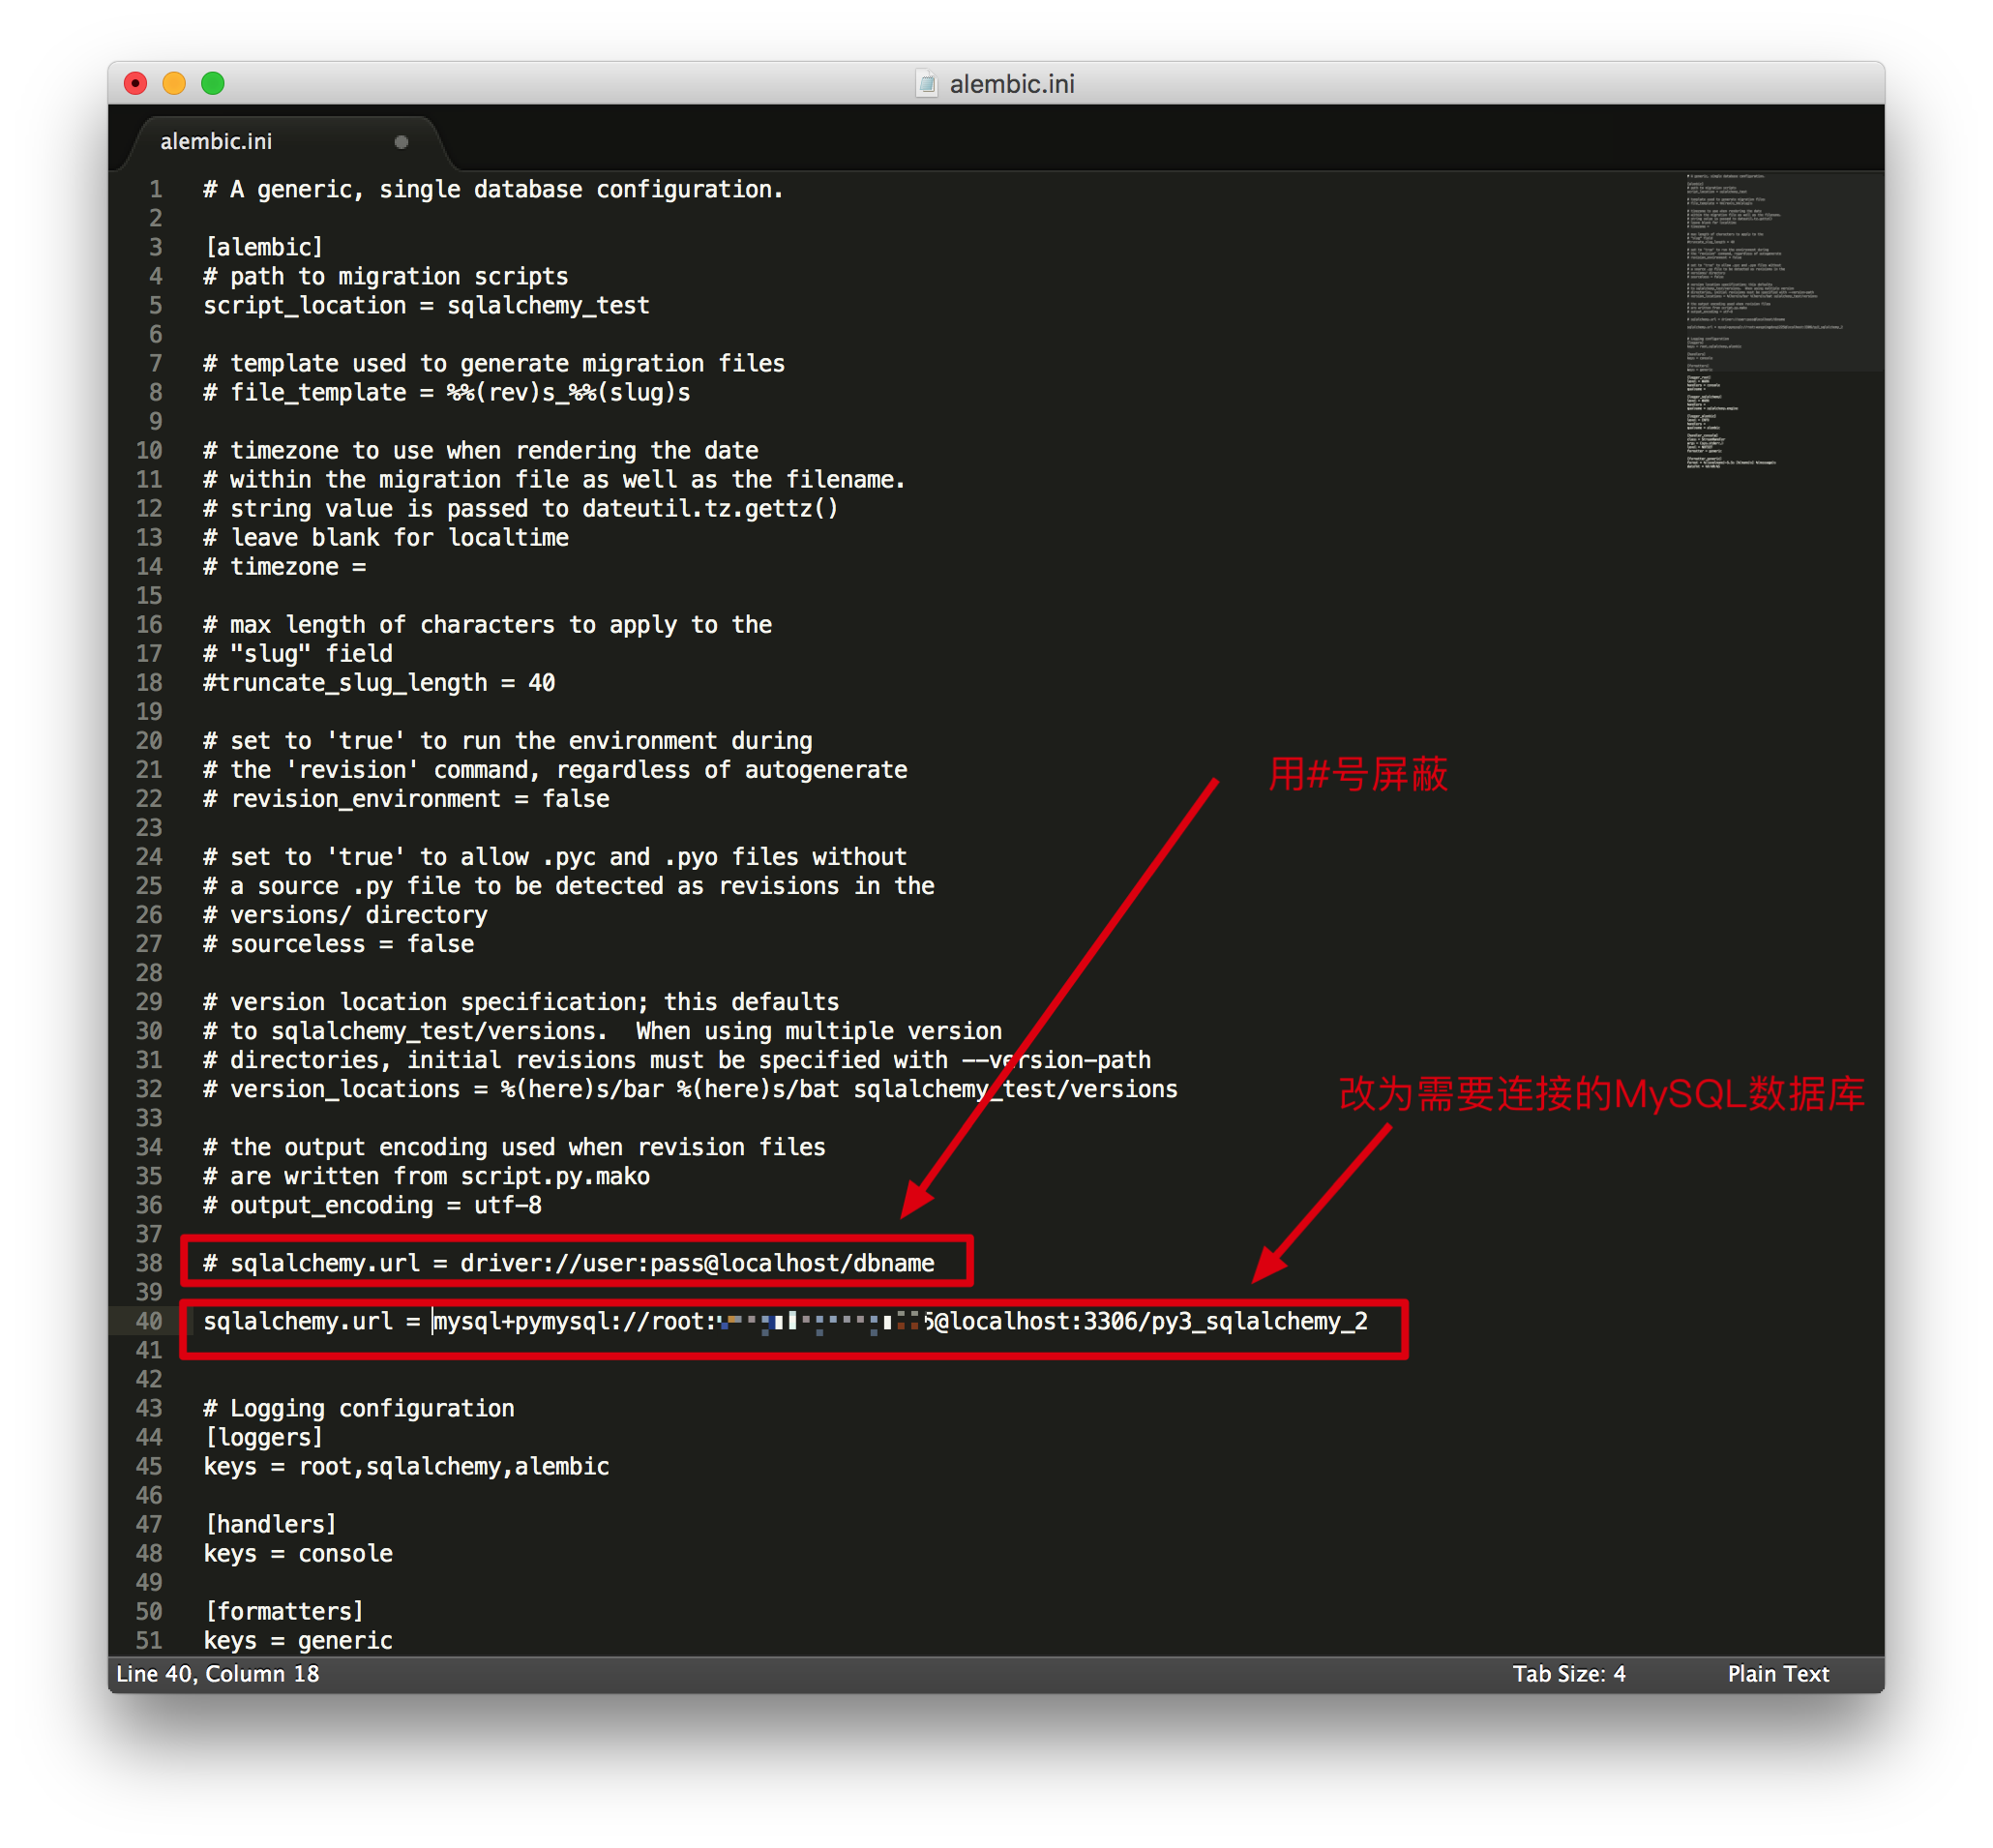 alembic.ini
alembic.ini
1 # A generic, single database configuration.
2
3 [alembic]
4 # path to migration scripts
5 script_location = sqlalchemy_test
6
7 # template used to generate migration files
8 # file_template = %%(rev)s_%%(slug)s
9
10 # timezone to use when rendering the date
11 # within the migration file as well as the filename.
12 # string value is passed to dateutil.tz.gettz()
13 # leave blank for localtime
14 # timezone =
15
16 # max length of characters to apply to the
17 # "slug" field
18 #truncate_slug_length = 40
19
20 # set to 'true' to run the environment during
21 # the 'revision' command, regardless of autogenerate
22 # revision_environment = false
23
24 # set to 'true' to allow .pyc and .pyo files without
25 # a source .py file to be detected as revisions in the
26 # versions/ directory
27 # sourceless = false
28
29 # version location specification; this defaults
30 # to sqlalchemy_test/versions.  When using multiple version
31 # directories, initial revisions must be specified with --version-path
32 # version_locations = %(here)s/bar %(here)s/bat sqlalchemy_test/versions
33
34 # the output encoding used when revision files
35 # are written from script.py.mako
36 # output_encoding = utf-8
37
38 # sqlalchemy.url = driver://user:pass@localhost/dbname
39
40 sqlalchemy.url = mysql+pymysql://root: @localhost:3306/py3_sqlalchemy_2
41
42
43 # Logging configuration
44 [loggers]
45 keys = root,sqlalchemy,alembic
46
47 [handlers]
48 keys = console
49
50 [formatters]
51 keys = generic
用#号屏蔽
改为需要连接的MySQL数据库
Line 40, Column 18
Tab Size: 4
Plain Text